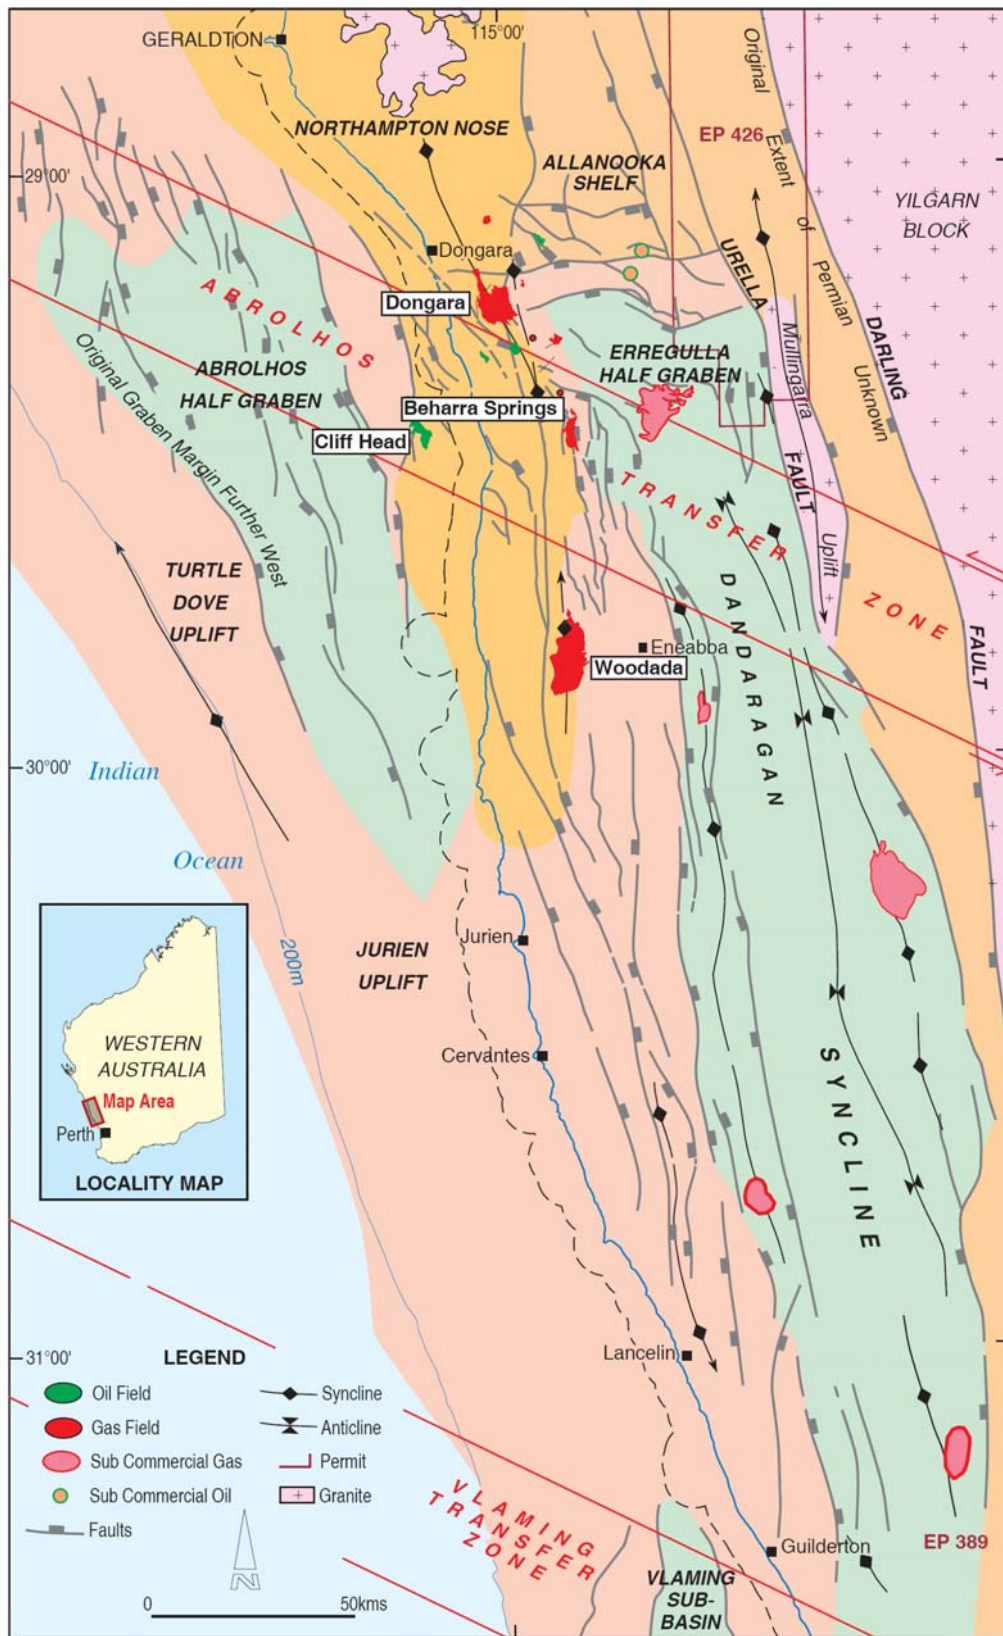 115°00'
GERALDTON
NORTHAMPTON NOSE
ALLANOOKA
SHELF
EP 426
Original
Extent
of
Permian
Unknown
YILGARN
BLOCK
29°00'
Dongara
URELLA
FAULT
Mullingarra
Uplift
DARLING
FAULT
ABROLHOS
TRANSFER
ZONE
Dongara
ERREGULLA
HALF GRABEN
ABROLHOS
HALF GRABEN
Original Graben Margin Further West
Beharra Springs
Cliff Head
TURTLE
DOVE
UPLIFT
Eneabba
Woodada
DANDARAGAN
SYNCLINE
30°00'
Indian
Ocean
200m
JURIEN
UPLIFT
Jurien
Cervantes
WESTERN
AUSTRALIA
Map Area
Perth
LOCALITY MAP
31°00'
Lancelin
LEGEND
Oil Field
Syncline
Gas Field
Anticline
Sub Commercial Gas
Permit
Sub Commercial Oil
Granite
Faults
N
0 50kms
VLAMING
TRANSFER
ZONE
VLAMING
SUB-
BASIN
Guilderton
EP 389